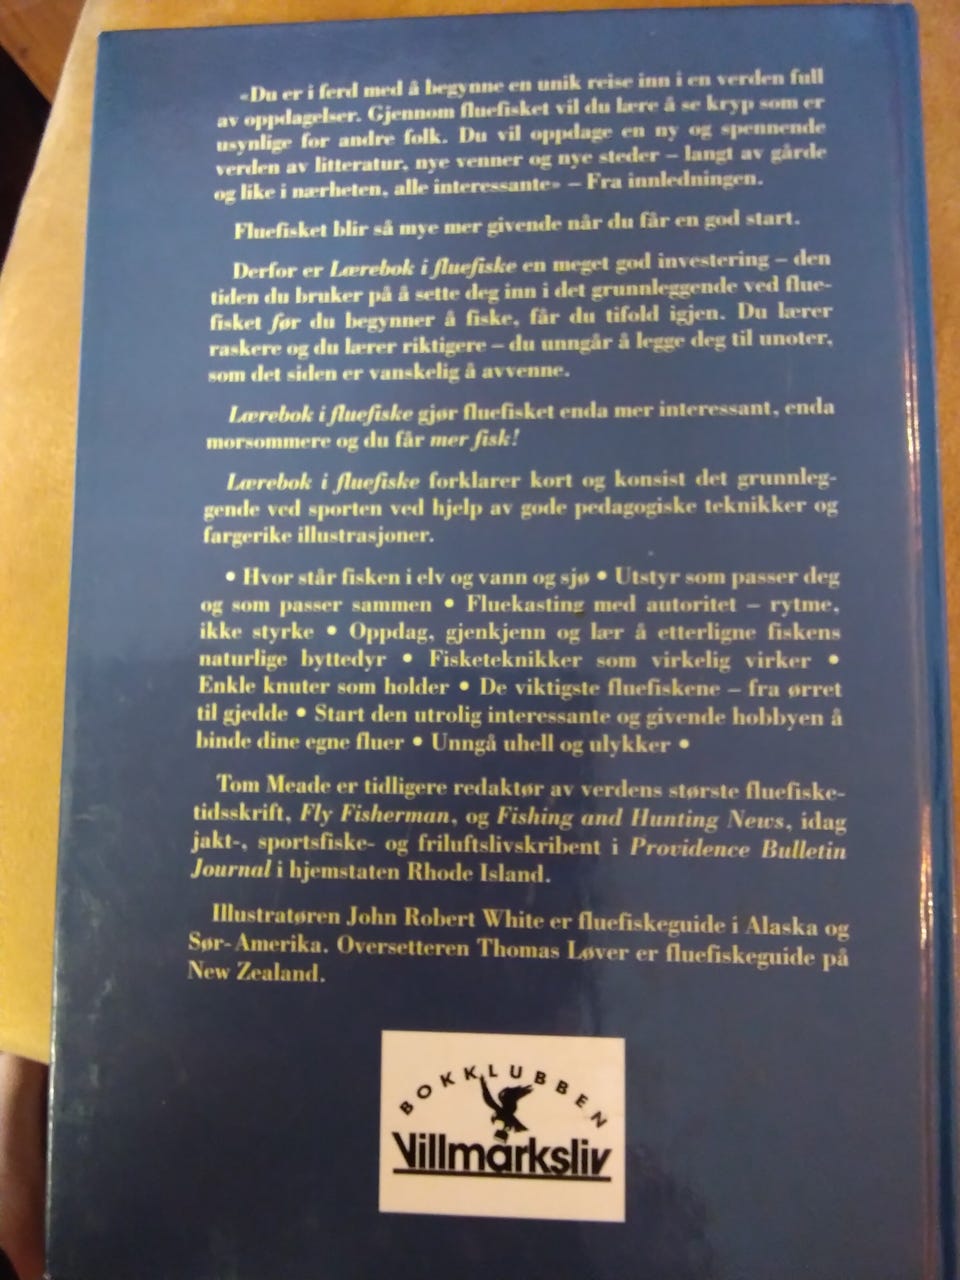 «Du er i ferd med å begynne en unik reise inn i en verden full
av oppdagelser. Gjennom fluefisket vil du lære å se kryp som er
usynlige for andre folk. Du vil oppdage en ny og spennende
verden av litteratur, nye venner og nye steder – langt av gårde
og like i nærheten, alle interessante» – Fra innledningen.
Fluefisket blir så mye mer givende når du får en god start.
Derfor er Lærebok i fluefiske en meget god investering – den
tiden du bruker på å sette deg inn i det grunnleggende ved flue-
fisket før du begynner å fiske, får du tifold igjen. Du lærer
raskere og du lærer riktigere – du unngår å legge deg til unoter,
som det siden er vanskelig å avvenne.
Lærebok i fluefiske gjør fluefisket enda mer interessant, enda
morsommere og du får mer fisk!
Lærebok i fluefiske forklarer kort og konsist det grunnleg-
gende ved sporten ved hjelp av gode pedagogiske teknikker og
fargerike illustrasjoner.
• Hvor står fisken i elv og vann og sjø • Utstyr som passer deg
og som passer sammen • Fluekasting med autoritet – rytme,
ikke styrke • Oppdag, gjenkjenn og lær å etterligne fiskens
naturlige byttedyr • Fisketeknikker som virkelig virker •
Enkle knuter som holder • De viktigste fluefiskene – fra ørret
til gjedde • Start den utrolig interessante og givende hobbyen å
binde dine egne fluer • Unngå uhell og ulykker •
Tom Meade er tidligere redaktør av verdens største fluefiske-
tidsskrift, Fly Fisherman, og Fishing and Hunting News, idag
jakt-, sportsfiske- og friluftslivskribent i Providence Bulletin
Journal i hjemstaten Rhode Island.
Illustratøren John Robert White er fluefiskeguide i Alaska og
Sør-Amerika. Oversetteren Thomas Løver er fluefiskeguide på
New Zealand.
BOKKLUBBEN
Villmarksliv